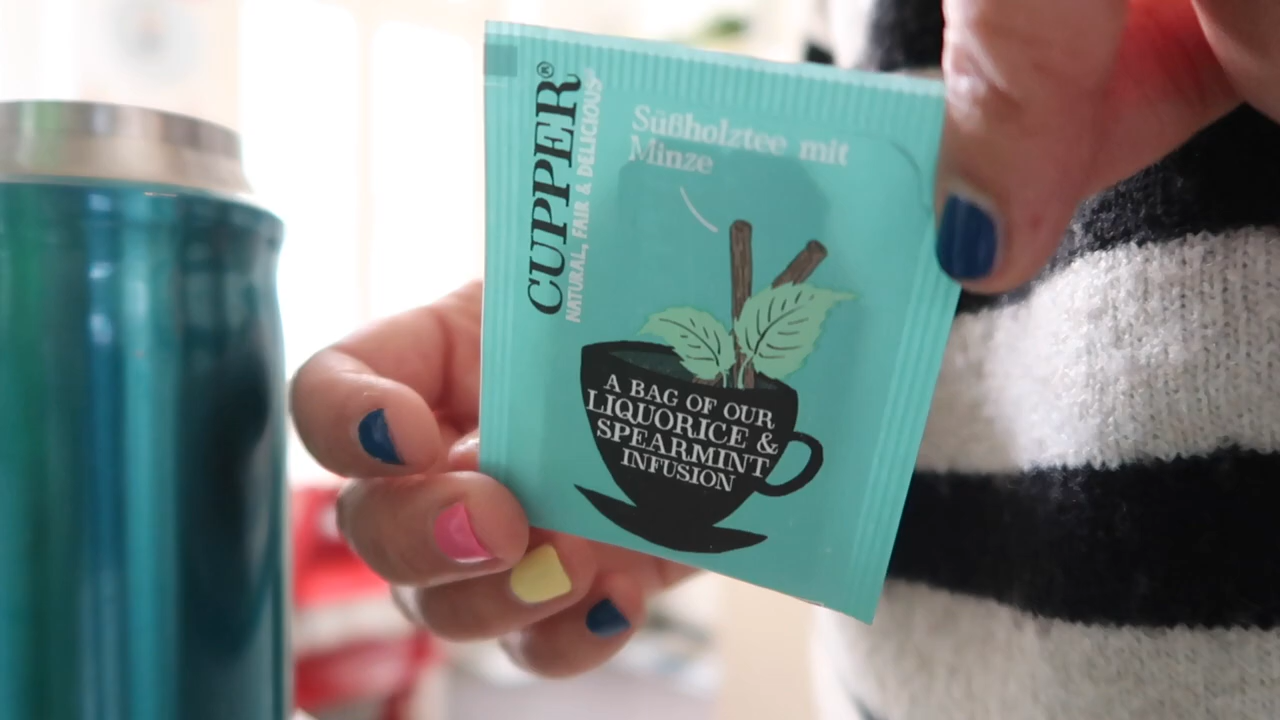 CUPPER®
NATURAL, FAIR & DELICIOUS®
Süßholztee mit
Minze
A BAG OF OUR
LIQUORICE &
SPEARMINT
INFUSION